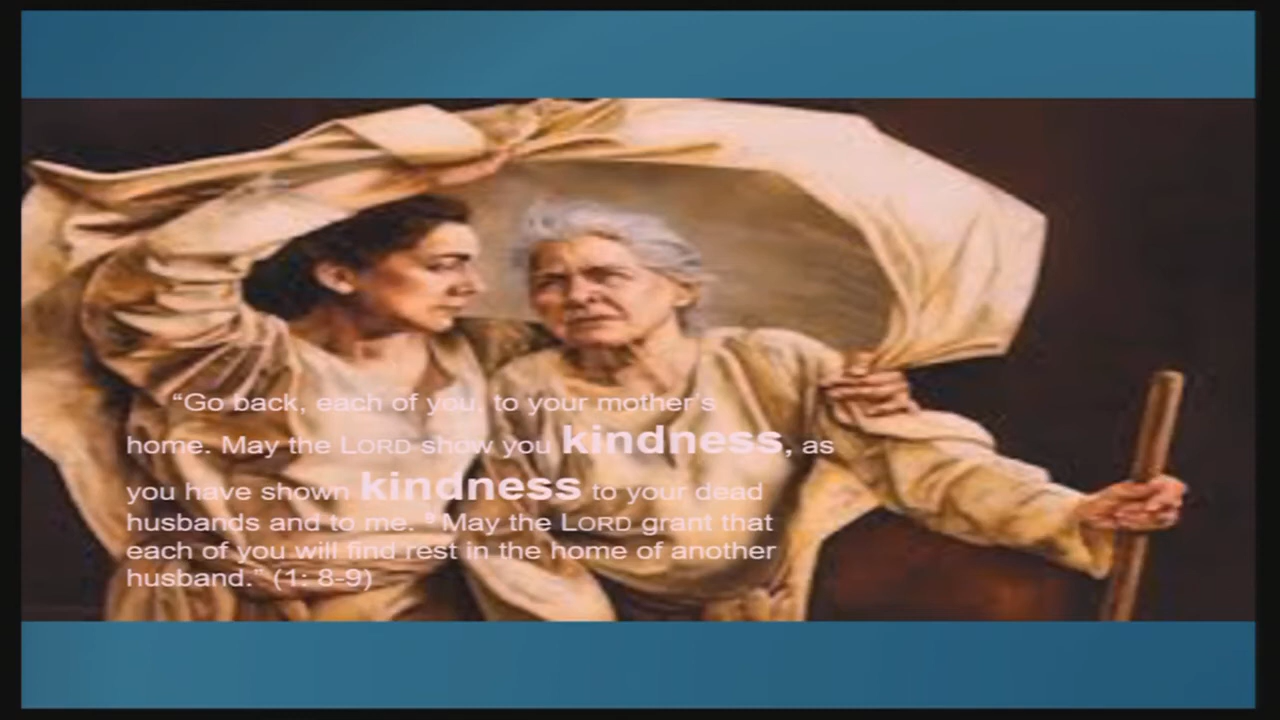 “Go back, each of you, to your mother’s
home. May the LORD show you kindness, as
you have shown kindness to your dead
husbands and to me. ⁹ May the LORD grant that
each of you will find rest in the home of another
husband.” (1: 8-9)